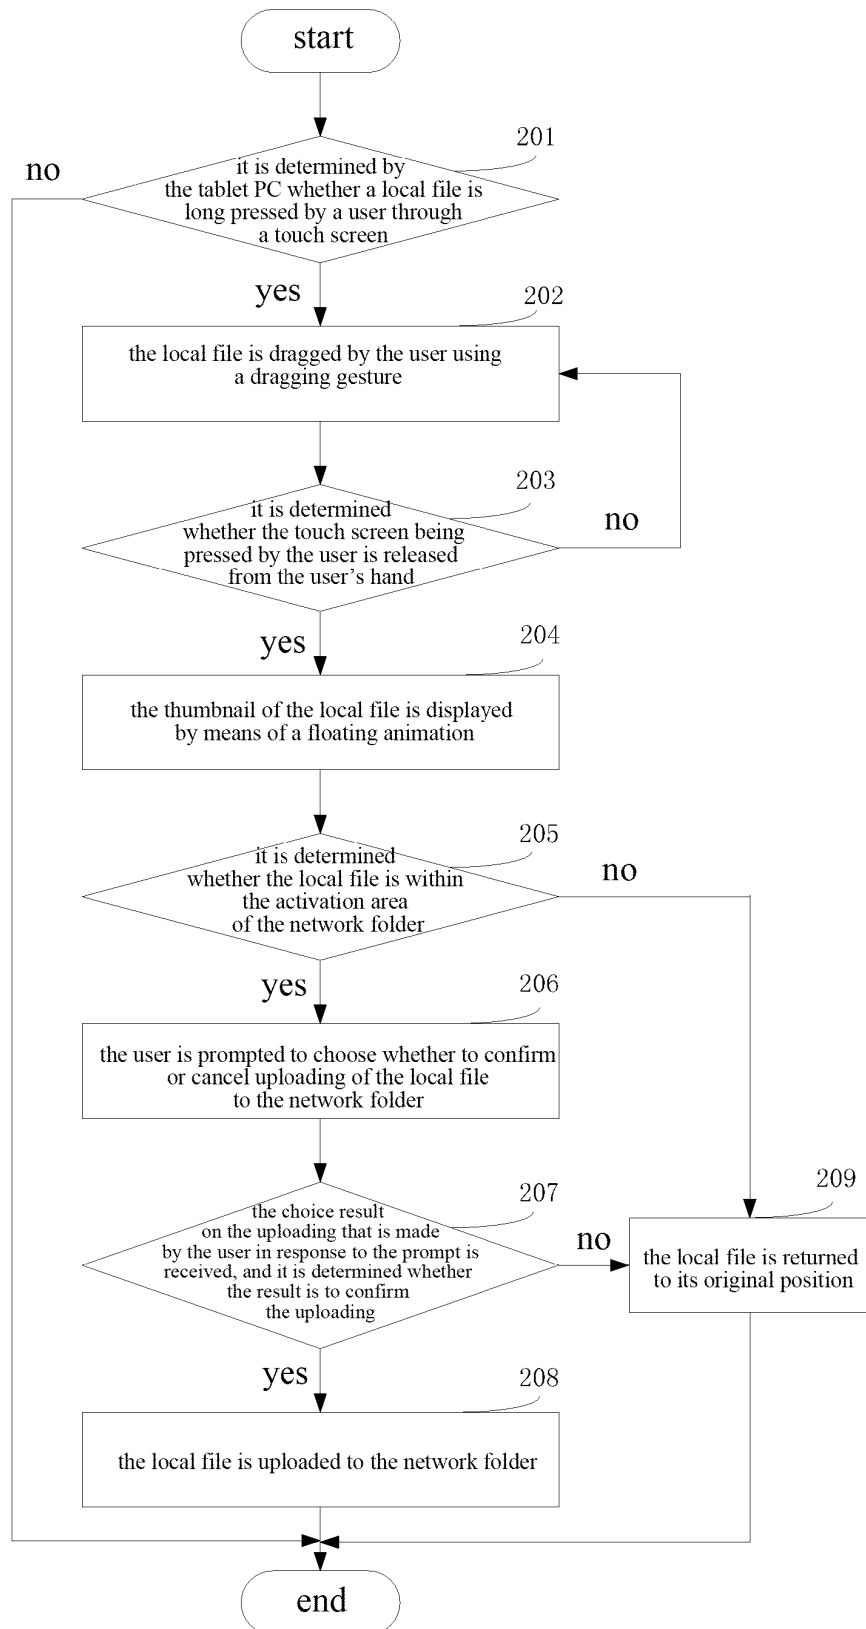 start
201
no
it is determined by
the tablet PC whether a local file is
long pressed by a user through
a touch screen
yes
202
the local file is dragged by the user using
a dragging gesture
203
it is determined
whether the touch screen being
pressed by the user is released
from the user's hand
no
yes
204
the thumbnail of the local file is displayed
by means of a floating animation
205
it is determined
whether the local file is within
the activation area
of the network folder
no
yes
206
the user is prompted to choose whether to confirm
or cancel uploading of the local file
to the network folder
207
the choice result
on the uploading that is made
by the user in response to the prompt is
received, and it is determined whether
the result is to confirm
the uploading
no
209
the local file is returned
to its original position
yes
208
the local file is uploaded to the network folder
end